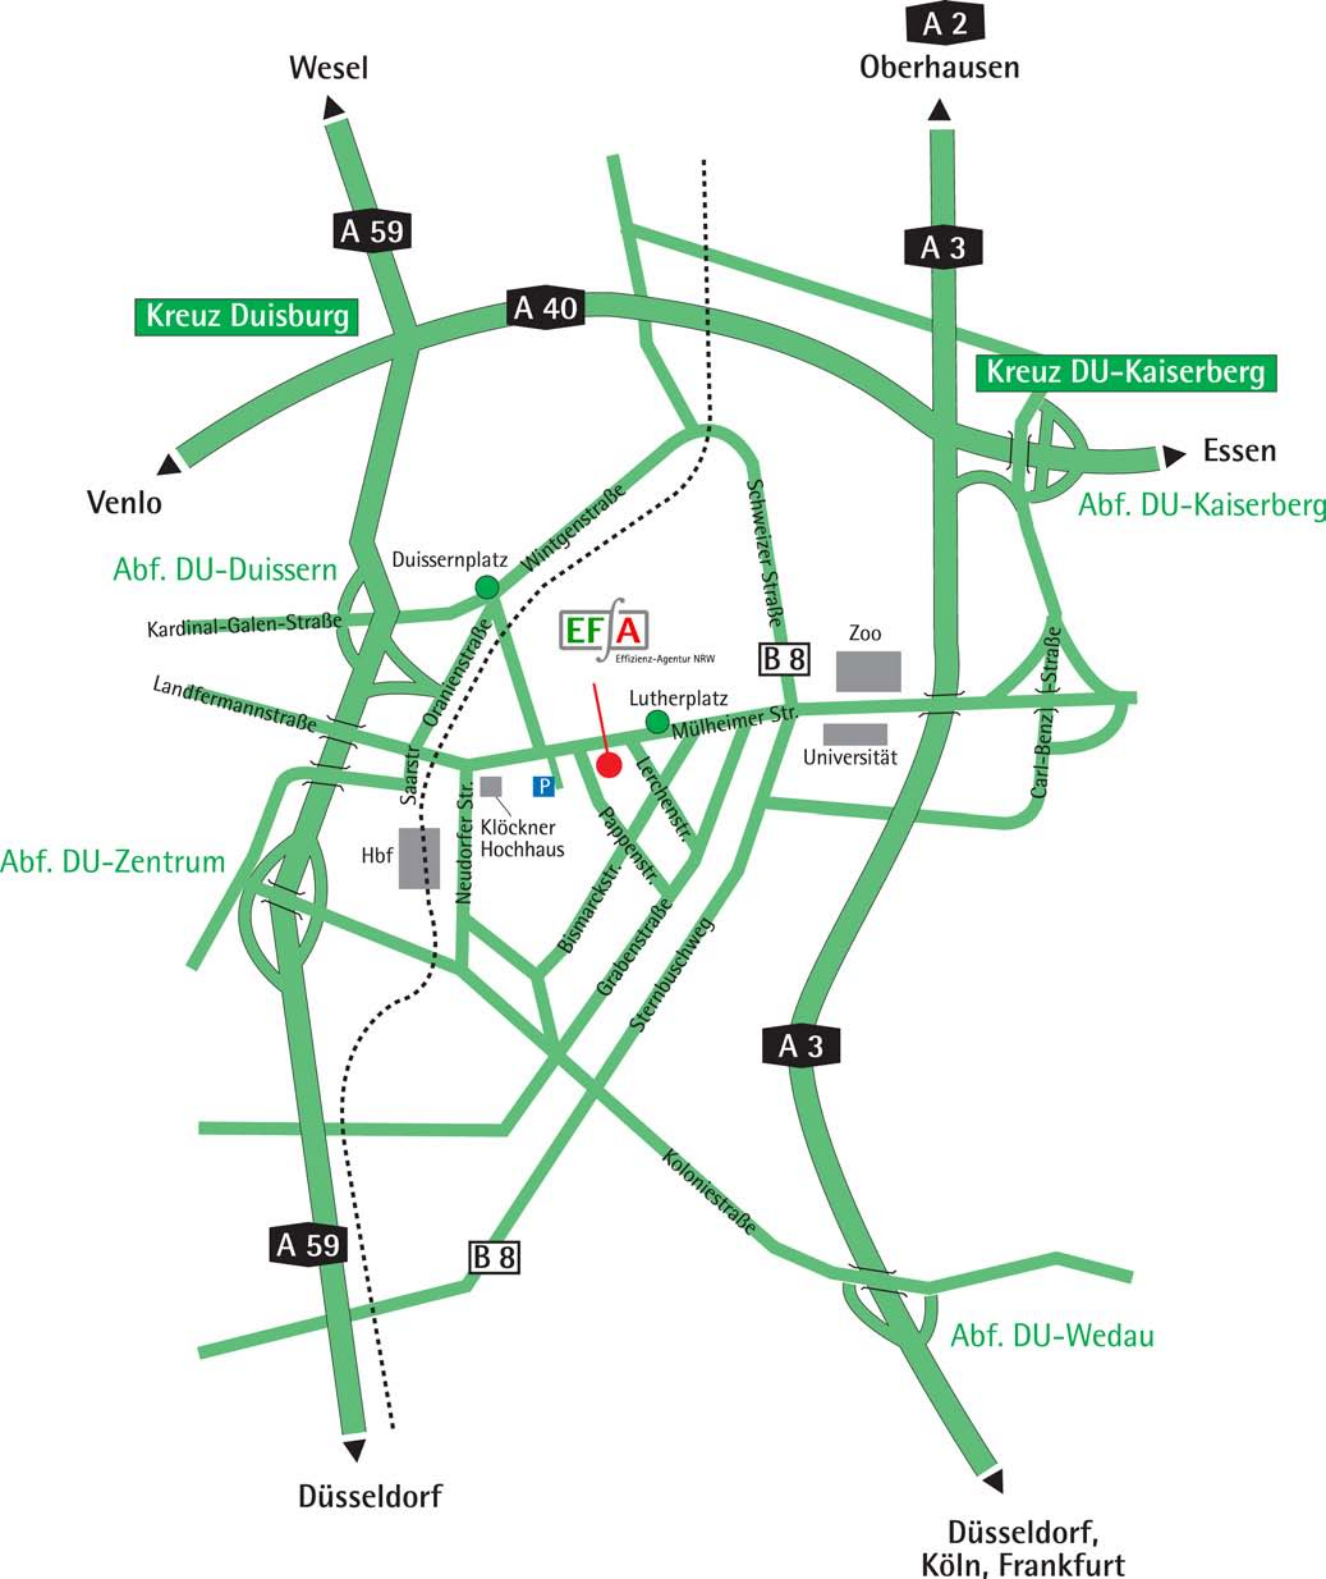 A 2
Oberhausen
Wesel
A 59
A 3
Kreuz Duisburg
A 40
Kreuz DU-Kaiserberg
Essen
Venlo
Abf. DU-Kaiserberg
Wintgenstraße
Schweizer Straße
Duissernplatz
Abf. DU-Duissern
Kardinal-Galen-Straße
EFA
Effizienz-Agentur NRW
Zoo
B 8
Oranienstraße
Landfermannstraße
Lutherplatz
Mülheimer Str.
Carl-Benz-Straße
Universität
Saarstr.
Neudorfer Str.
P
Lerchenstr.
Klöckner
Hochhaus
Pappenstr.
Hbf
Abf. DU-Zentrum
Bismarckstr.
Grabenstraße
Sternbuschweg
A 3
Koloniestraße
A 59
B 8
Abf. DU-Wedau
Düsseldorf
Düsseldorf,
Köln, Frankfurt